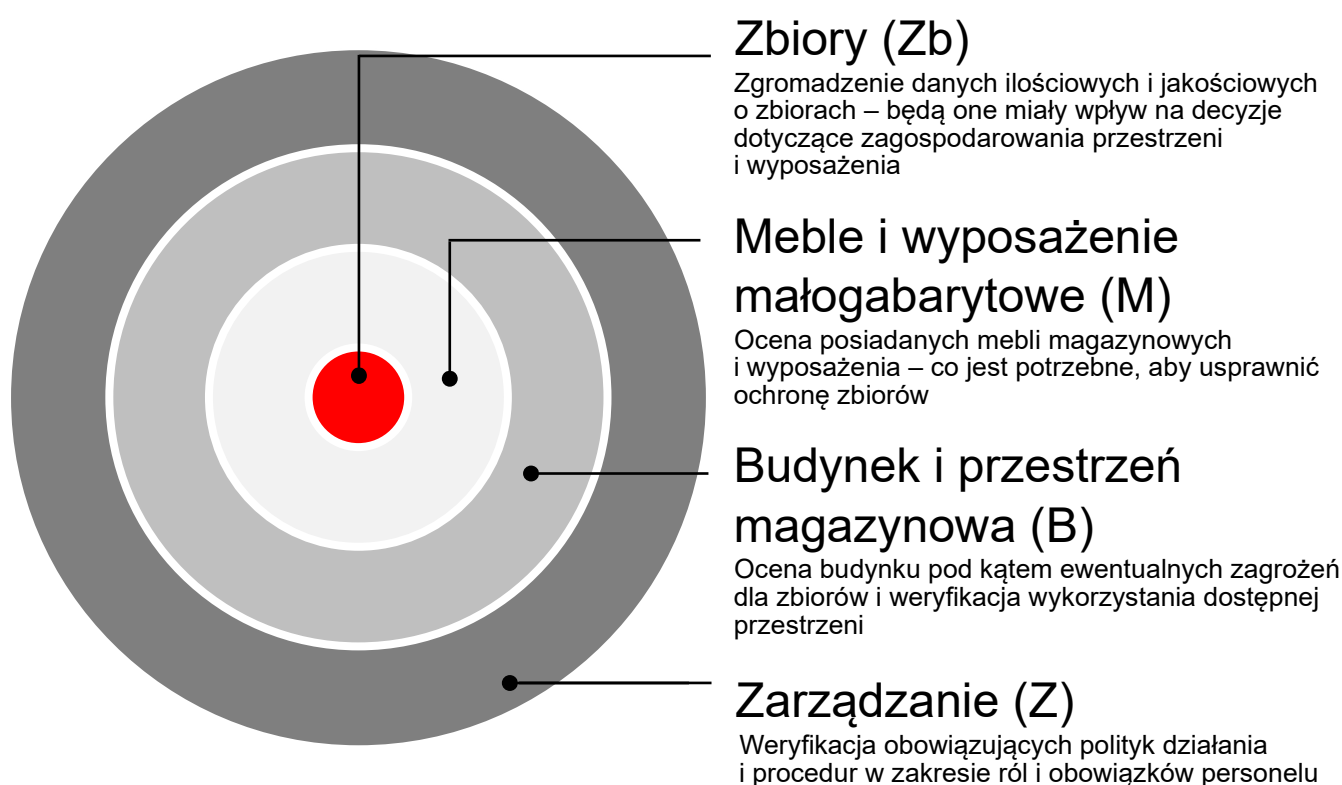 Zbiory (Zb)
Zgromadzenie danych ilościowych i jakościowych
o zbiorach – będą one miały wpływ na decyzje
dotyczące zagospodarowania przestrzeni
i wyposażenia
Meble i wyposażenie
małogabarytowe (M)
Ocena posiadanych mebli magazynowych
i wyposażenia – co jest potrzebne, aby usprawnić
ochronę zbiorów
Budynek i przestrzeń
magazynowa (B)
Ocena budynku pod kątem ewentualnych zagrożeń
dla zbiorów i weryfikacja wykorzystania dostępnej
przestrzeni
Zarządzanie (Z)
Weryfikacja obowiązujących polityk działania
i procedur w zakresie ról i obowiązków personelu